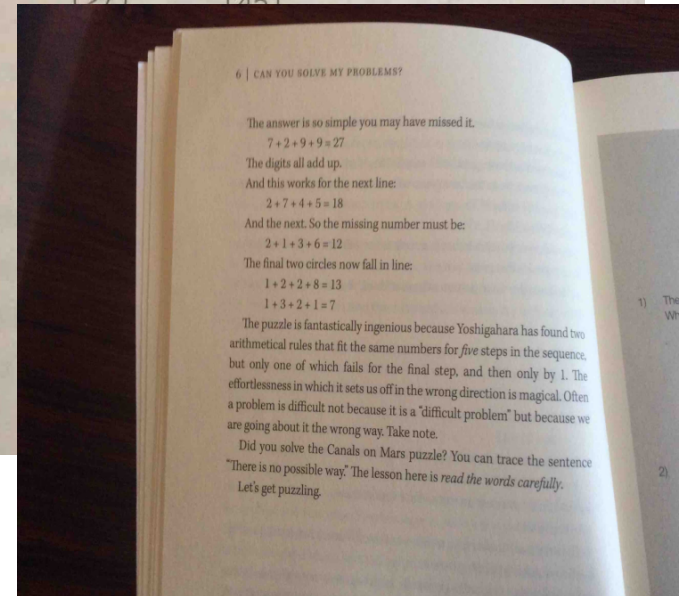 6 | CAN YOU SOLVE MY PROBLEMS?
The answer is so simple you may have missed it.
7 + 2 + 9 + 9 = 27
The digits all add up.
And this works for the next line:
2 + 7 + 4 + 5 = 18
And the next. So the missing number must be:
2 + 1 + 3 + 6 = 12
The final two circles now fall in line:
1 + 2 + 2 + 8 = 13
1 + 3 + 2 + 1 = 7
The puzzle is fantastically ingenious because Yoshigahara has found two
arithmetical rules that fit the same numbers for five steps in the sequence,
but only one of which fails for the final step, and then only by 1. The
effortlessness in which it sets us off in the wrong direction is magical. Often
a problem is difficult not because it is a "difficult problem" but because we
are going about it the wrong way. Take note.
Did you solve the Canals on Mars puzzle? You can trace the sentence
"There is no possible way." The lesson here is read the words carefully.
Let's get puzzling.
1) The
Wh
2)